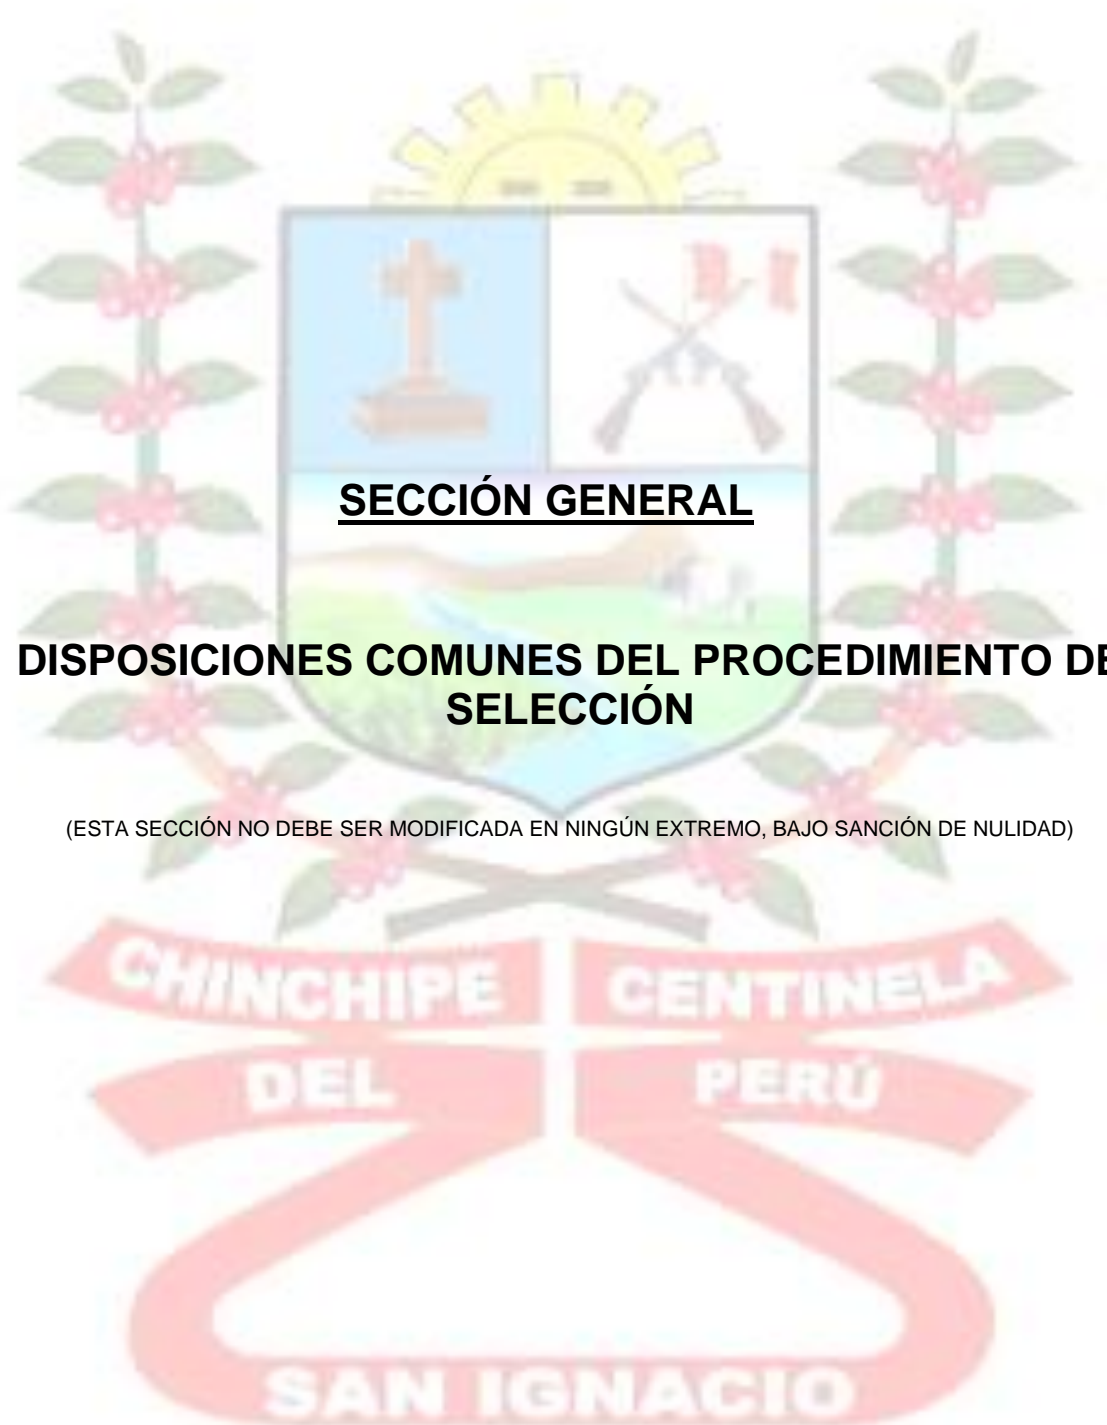 SECCIÓN GENERAL
DISPOSICIONES COMUNES DEL PROCEDIMIENTO DE
SELECCIÓN
(ESTA SECCIÓN NO DEBE SER MODIFICADA EN NINGÚN EXTREMO, BAJO SANCIÓN DE NULIDAD)
CHINCHIPE CENTINELA
DEL PERÚ
SAN IGNACIO